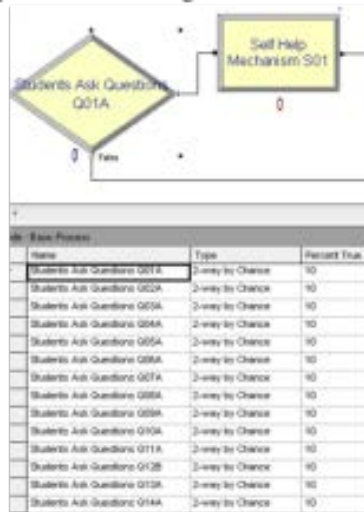 Students Ask Questions
Q01A
Self Help
Mechanism S01
0
0
False
Basic Process
Name Type Percent True
Students Ask Questions Q01A 2-way by Chance 10
Students Ask Questions Q02A 2-way by Chance 10
Students Ask Questions Q03A 2-way by Chance 10
Students Ask Questions Q04A 2-way by Chance 10
Students Ask Questions Q05A 2-way by Chance 10
Students Ask Questions Q06A 2-way by Chance 10
Students Ask Questions Q07A 2-way by Chance 10
Students Ask Questions Q08A 2-way by Chance 10
Students Ask Questions Q09A 2-way by Chance 10
Students Ask Questions Q10A 2-way by Chance 10
Students Ask Questions Q11A 2-way by Chance 10
Students Ask Questions Q12B 2-way by Chance 10
Students Ask Questions Q13A 2-way by Chance 10
Students Ask Questions Q14A 2-way by Chance 10